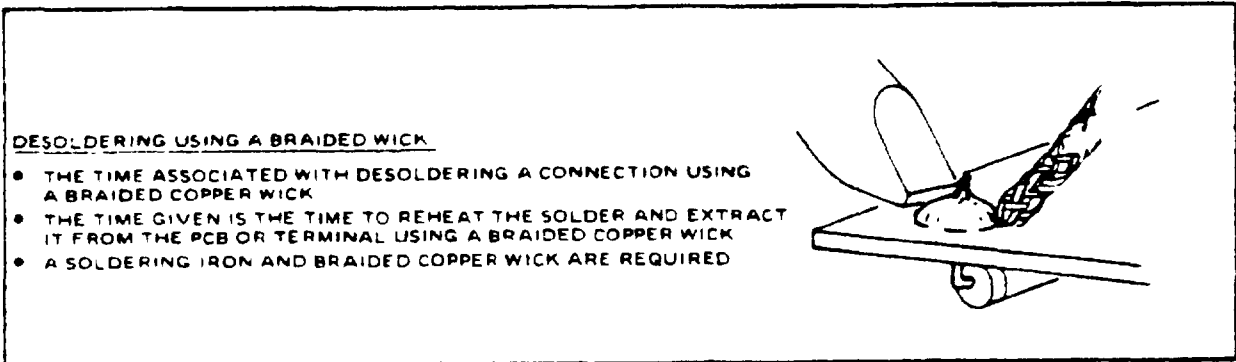 DESOLDERING USING A BRAIDED WICK
• THE TIME ASSOCIATED WITH DESOLDERING A CONNECTION USING
A BRAIDED COPPER WICK
• THE TIME GIVEN IS THE TIME TO REHEAT THE SOLDER AND EXTRACT
IT FROM THE PCB OR TERMINAL USING A BRAIDED COPPER WICK
• A SOLDERING IRON AND BRAIDED COPPER WICK ARE REQUIRED